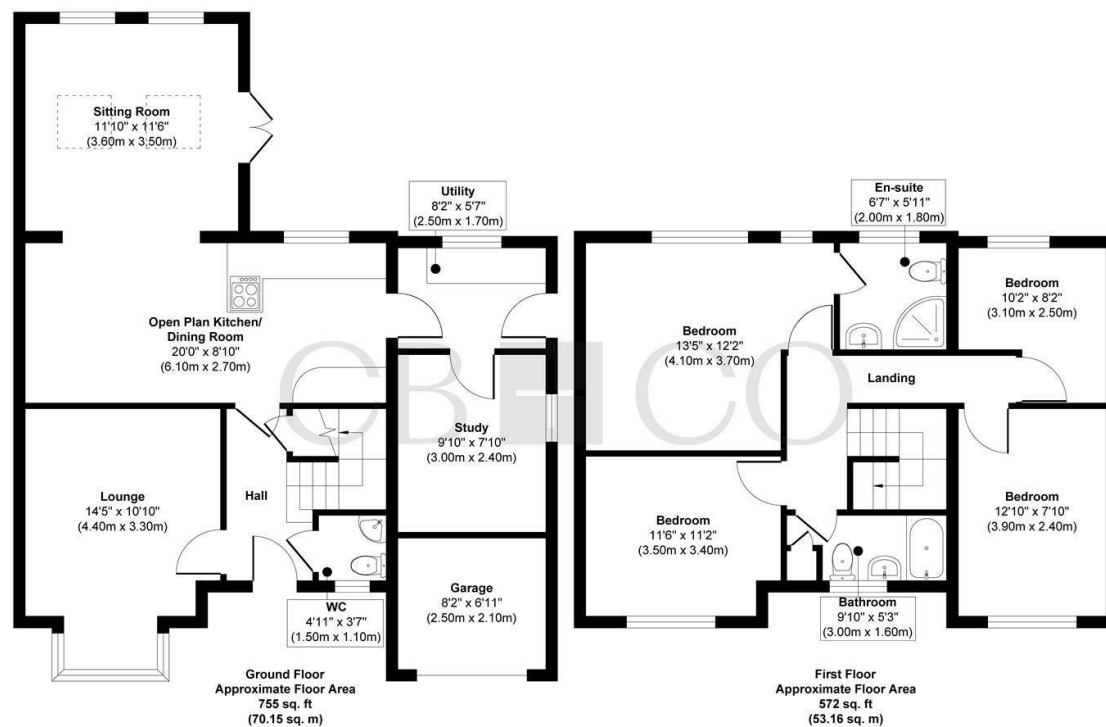 Sitting Room
11'10" x 11'6"
(3.60m x 3.50m)
Utility
8'2" x 5'7"
(2.50m x 1.70m)
Open Plan Kitchen/
Dining Room
20'0" x 8'10"
(6.10m x 2.70m)
Study
9'10" x 7'10"
(3.00m x 2.40m)
Lounge
14'5" x 10'10"
(4.40m x 3.30m)
Hall
WC
4'11" x 3'7"
(1.50m x 1.10m)
Garage
8'2" x 6'11"
(2.50m x 2.10m)
Ground Floor
Approximate Floor Area
755 sq. ft
(70.15 sq. m)
En-suite
6'7" x 5'11"
(2.00m x 1.80m)
Bedroom
10'2" x 8'2"
(3.10m x 2.50m)
Bedroom
13'5" x 12'2"
(4.10m x 3.70m)
Landing
Bedroom
11'6" x 11'2"
(3.50m x 3.40m)
Bedroom
12'10" x 7'10"
(3.90m x 2.40m)
Bathroom
9'10" x 5'3"
(3.00m x 1.60m)
First Floor
Approximate Floor Area
572 sq. ft
(53.16 sq. m)
CB H CO